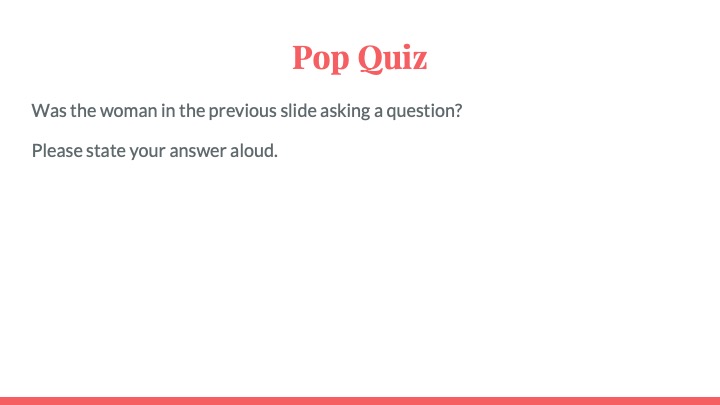 Pop Quiz
Was the woman in the previous slide asking a question?
Please state your answer aloud.